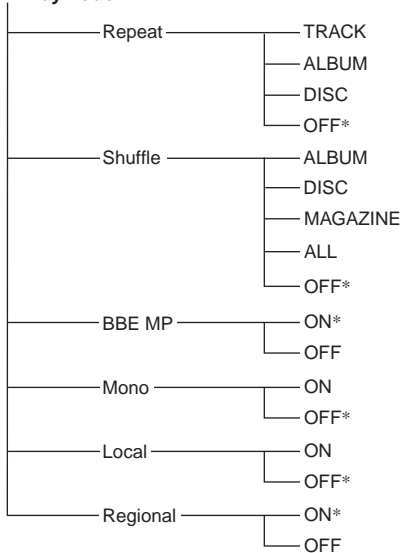 Repeat TRACK
ALBUM
DISC
OFF*
Shuffle ALBUM
DISC
MAGAZINE
ALL
OFF*
BBE MP ON*
OFF
Mono ON
OFF*
Local ON
OFF*
Regional ON*
OFF